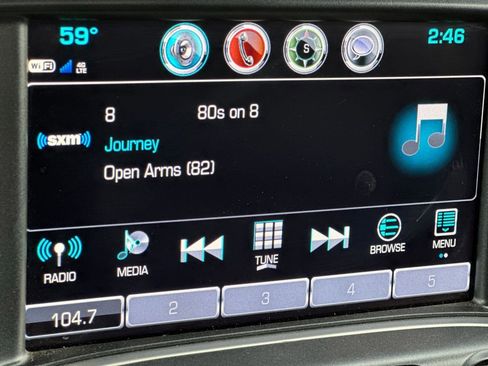 59° S 2:46
WiFi 4G LTE
8 80s on 8
((sxm)) Journey
Open Arms (82)
RADIO MEDIA TUNE BROWSE MENU
104.7 2 3 4 5